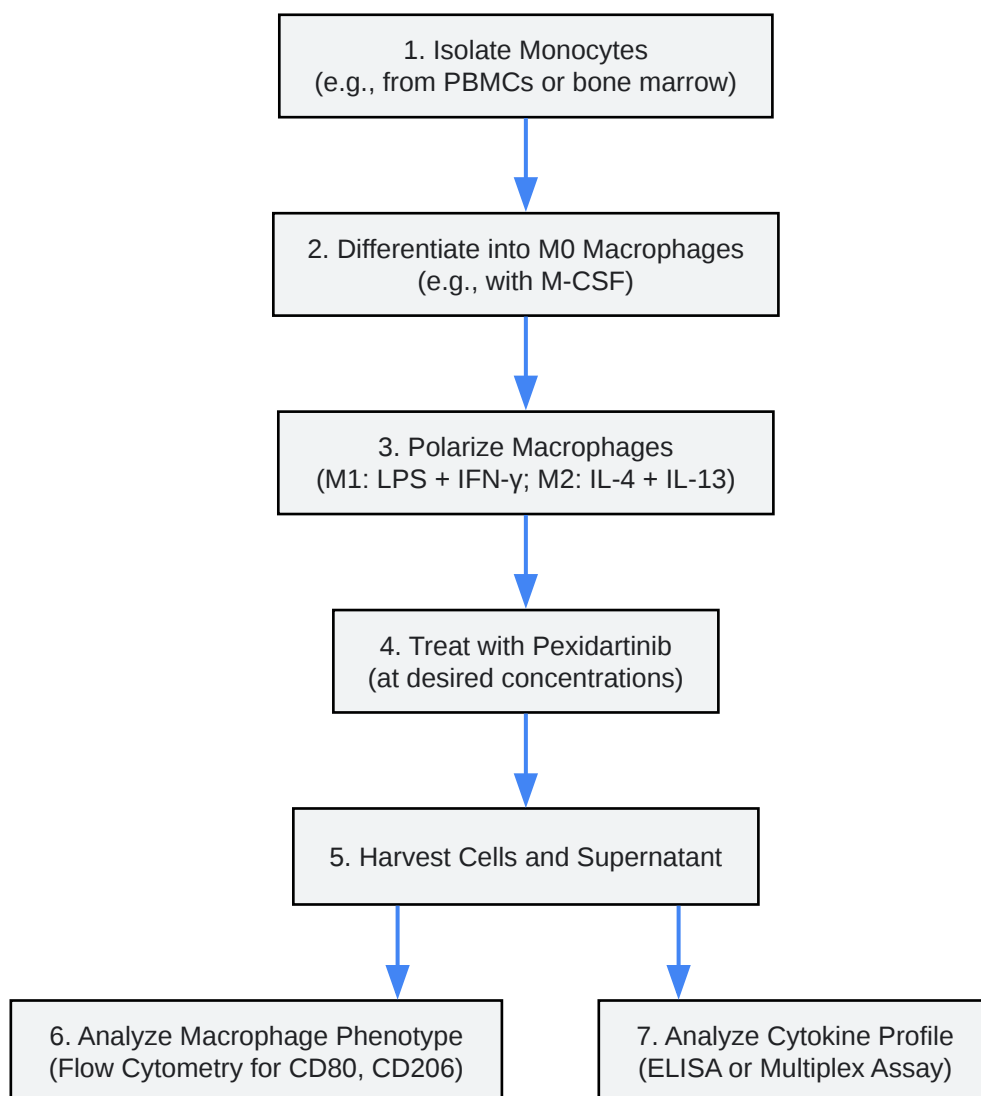 1. Isolate Monocytes
(e.g., from PBMCs or bone marrow)
2. Differentiate into M0 Macrophages
(e.g., with M-CSF)
3. Polarize Macrophages
(M1: LPS + IFN-γ; M2: IL-4 + IL-13)
4. Treat with Pexidartinib
(at desired concentrations)
5. Harvest Cells and Supernatant
6. Analyze Macrophage Phenotype
(Flow Cytometry for CD80, CD206)
7. Analyze Cytokine Profile
(ELISA or Multiplex Assay)